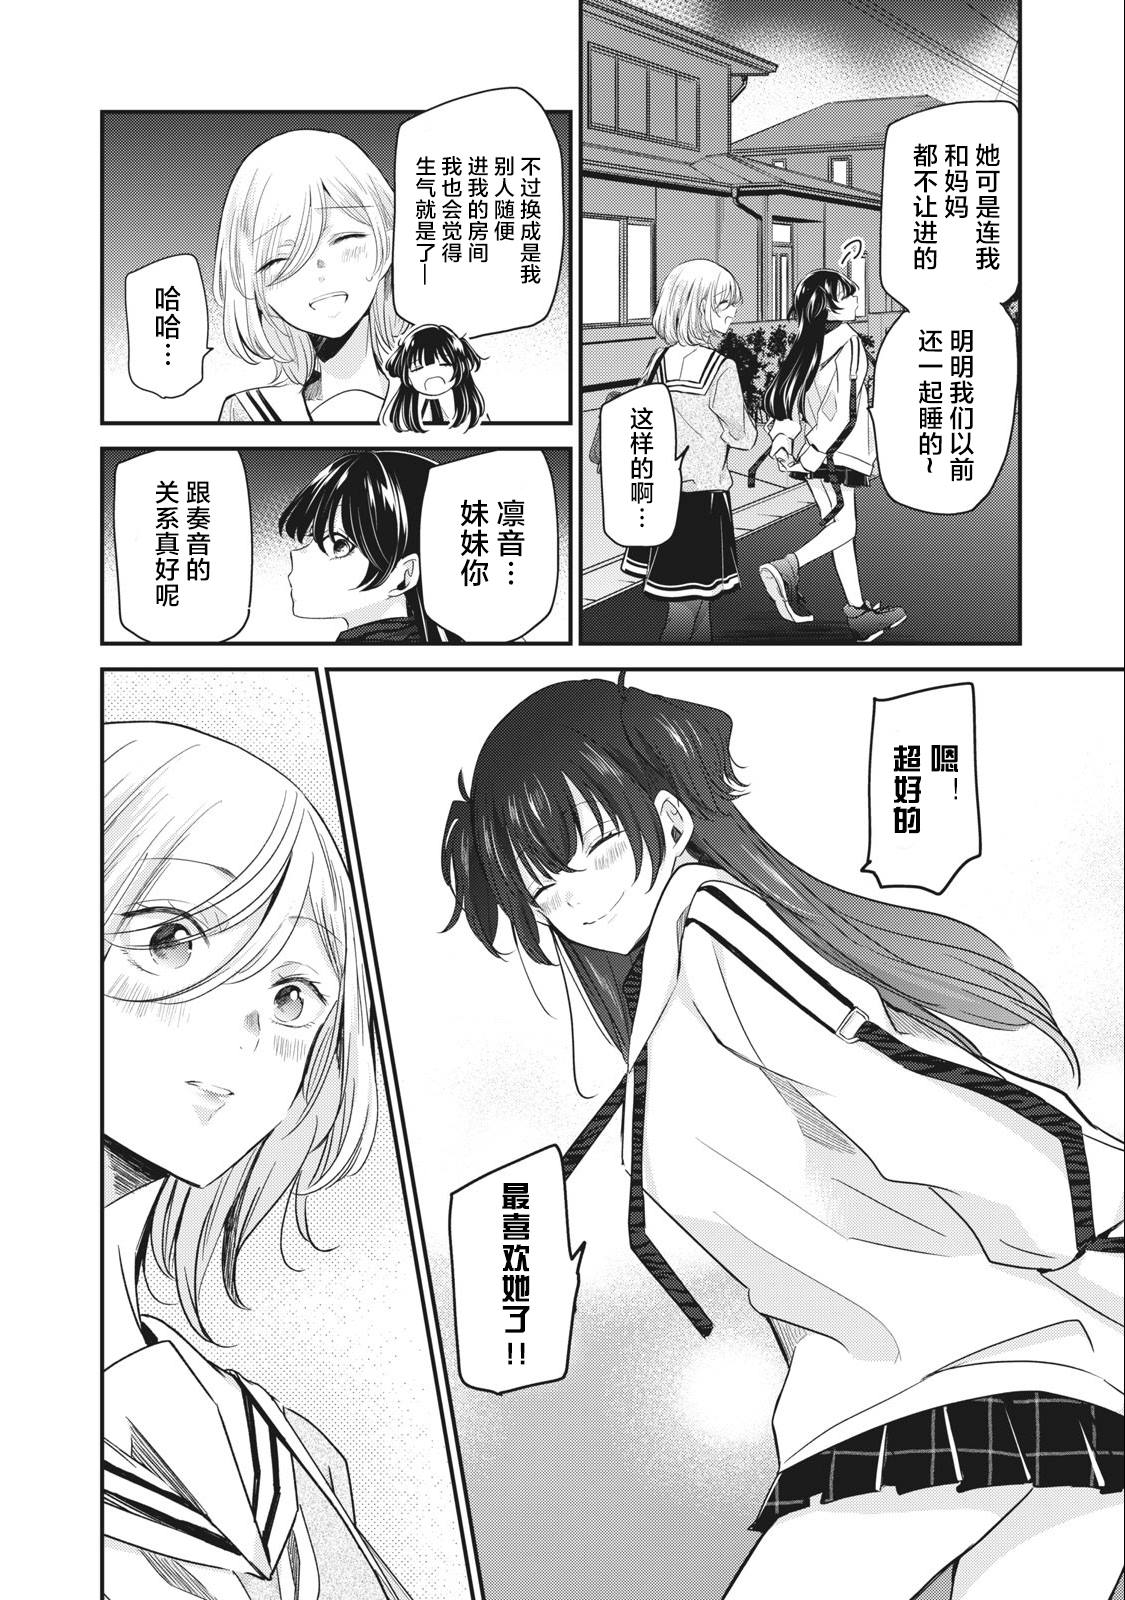 她可是连我
和妈妈
都不让进的
明明我们以前
还一起睡的~
这样的啊…
不过换成是我
别人随便
进我的房间
我也会觉得
生气就是了—
哈哈…
凛音…
妹妹你
跟奏音的
关系真好呢
嗯!
超好的
最喜欢她了!!